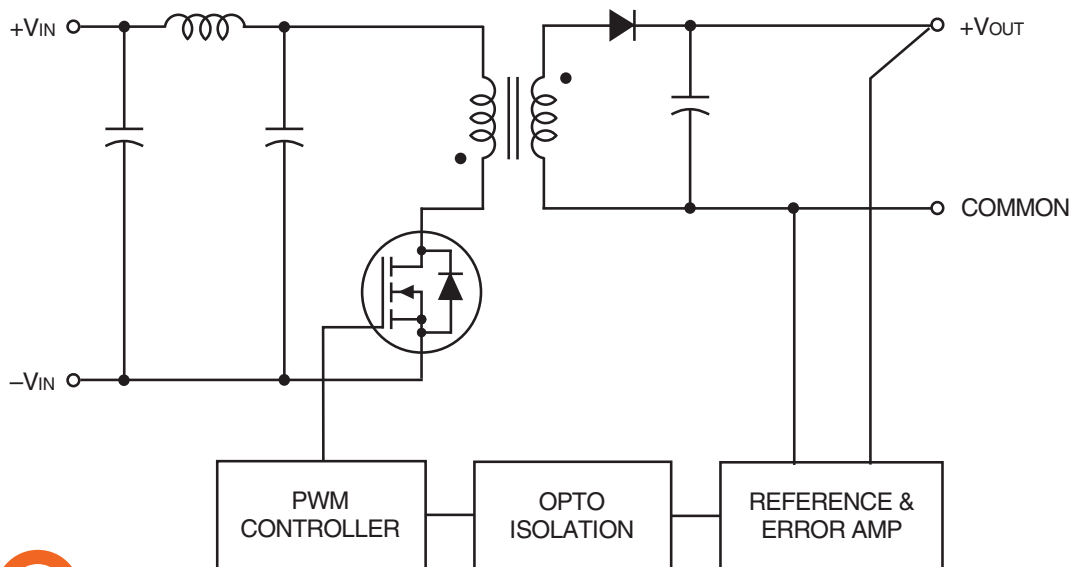 +VIN
+VOUT
COMMON
–VIN
PWM
CONTROLLER
OPTO
ISOLATION
REFERENCE &
ERROR AMP